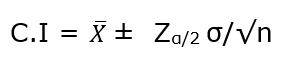 C.I = X̅ ± Zα/2 σ/√n